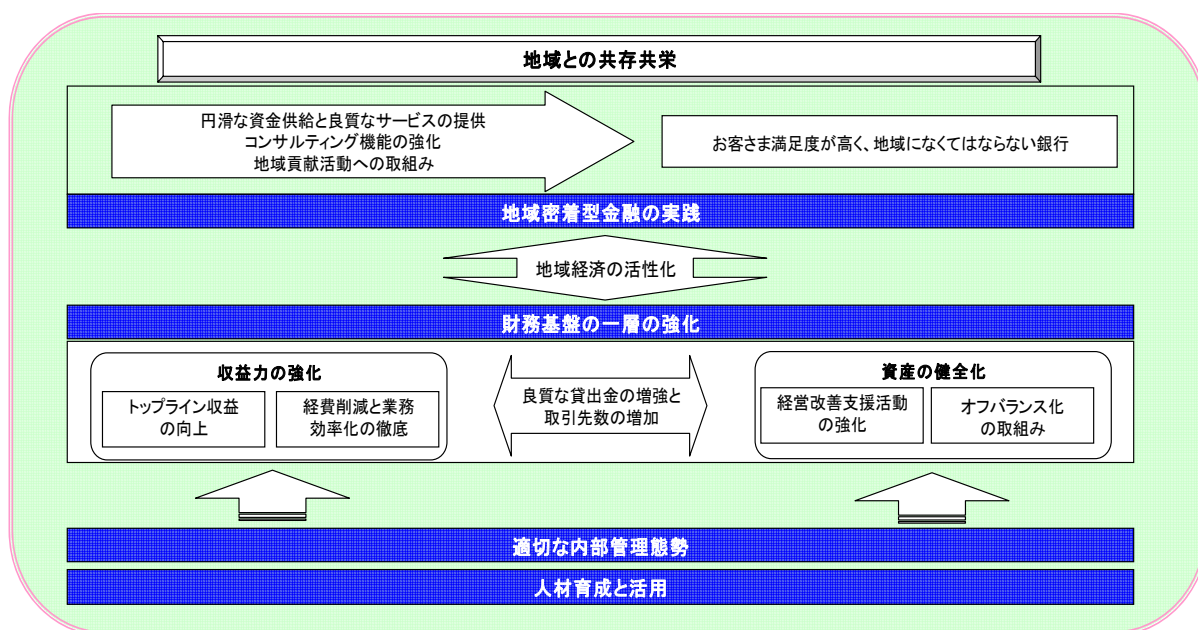 地域との共存共栄
円滑な資金供給と良質なサービスの提供
コンサルティング機能の強化
地域貢献活動への取組み
お客さま満足度が高く、地域になくてはならない銀行
地域密着型金融の実践
地域経済の活性化
財務基盤の一層の強化
収益力の強化
トップライン収益
の向上
経費削減と業務
効率化の徹底
良質な貸出金の増強と
取引先数の増加
資産の健全化
経営改善支援活動
の強化
オフバランス化
の取組み
適切な内部管理態勢
人材育成と活用